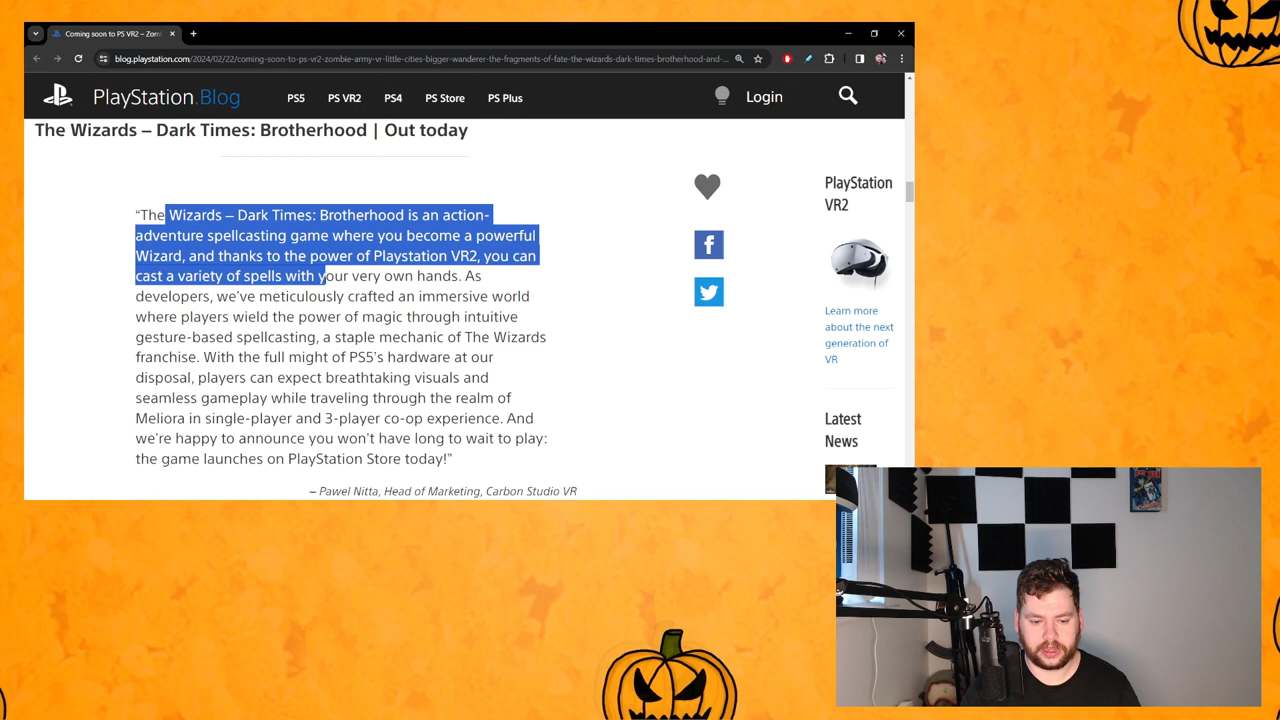 Coming soon to PS VR2 – Zom
blog.playstation.com/2024/02/22/coming-soon-to-ps-vr2-zombie-army-vr-little-cities-bigger-wanderer-the-fragments-of-fate-the-wizards-dark-times-brotherhood-and-...
PlayStation.Blog
PS5
PS VR2
PS4
PS Store
PS Plus
Login
The Wizards – Dark Times: Brotherhood | Out today
“The Wizards – Dark Times: Brotherhood is an action-
adventure spellcasting game where you become a powerful
Wizard, and thanks to the power of Playstation VR2, you can
cast a variety of spells with your very own hands. As
developers, we’ve meticulously crafted an immersive world
where players wield the power of magic through intuitive
gesture-based spellcasting, a staple mechanic of The Wizards
franchise. With the full might of PS5’s hardware at our
disposal, players can expect breathtaking visuals and
seamless gameplay while traveling through the realm of
Meliora in single-player and 3-player co-op experience. And
we’re happy to announce you won’t have long to wait to play:
the game launches on PlayStation Store today!”
– Pawel Nitta, Head of Marketing, Carbon Studio VR
PlayStation
VR2
Learn more
about the next
generation of
VR
Latest
News